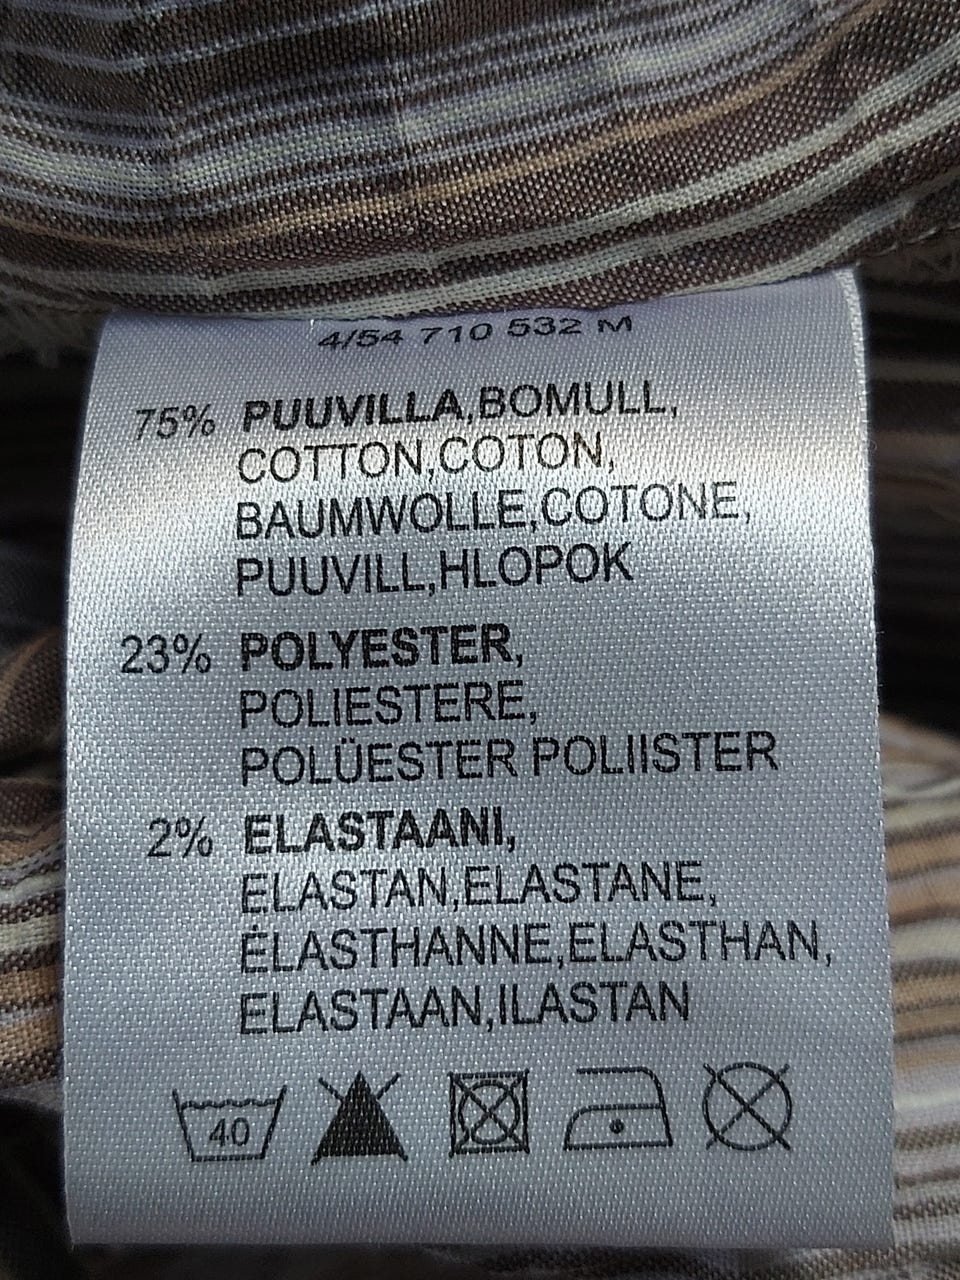 4/54 710 532 M
75% PUUVILLA,BOMULL,
COTTON,COTON,
BAUMWOLLE,COTONE,
PUUVILL,HLOPOK
23% POLYESTER,
POLIESTERE,
POLÜESTER POLIISTER
2% ELASTAANI,
ELASTAN,ELASTANE,
ÉLASTHANNE,ELASTHAN,
ELASTAAN,ILASTAN
40